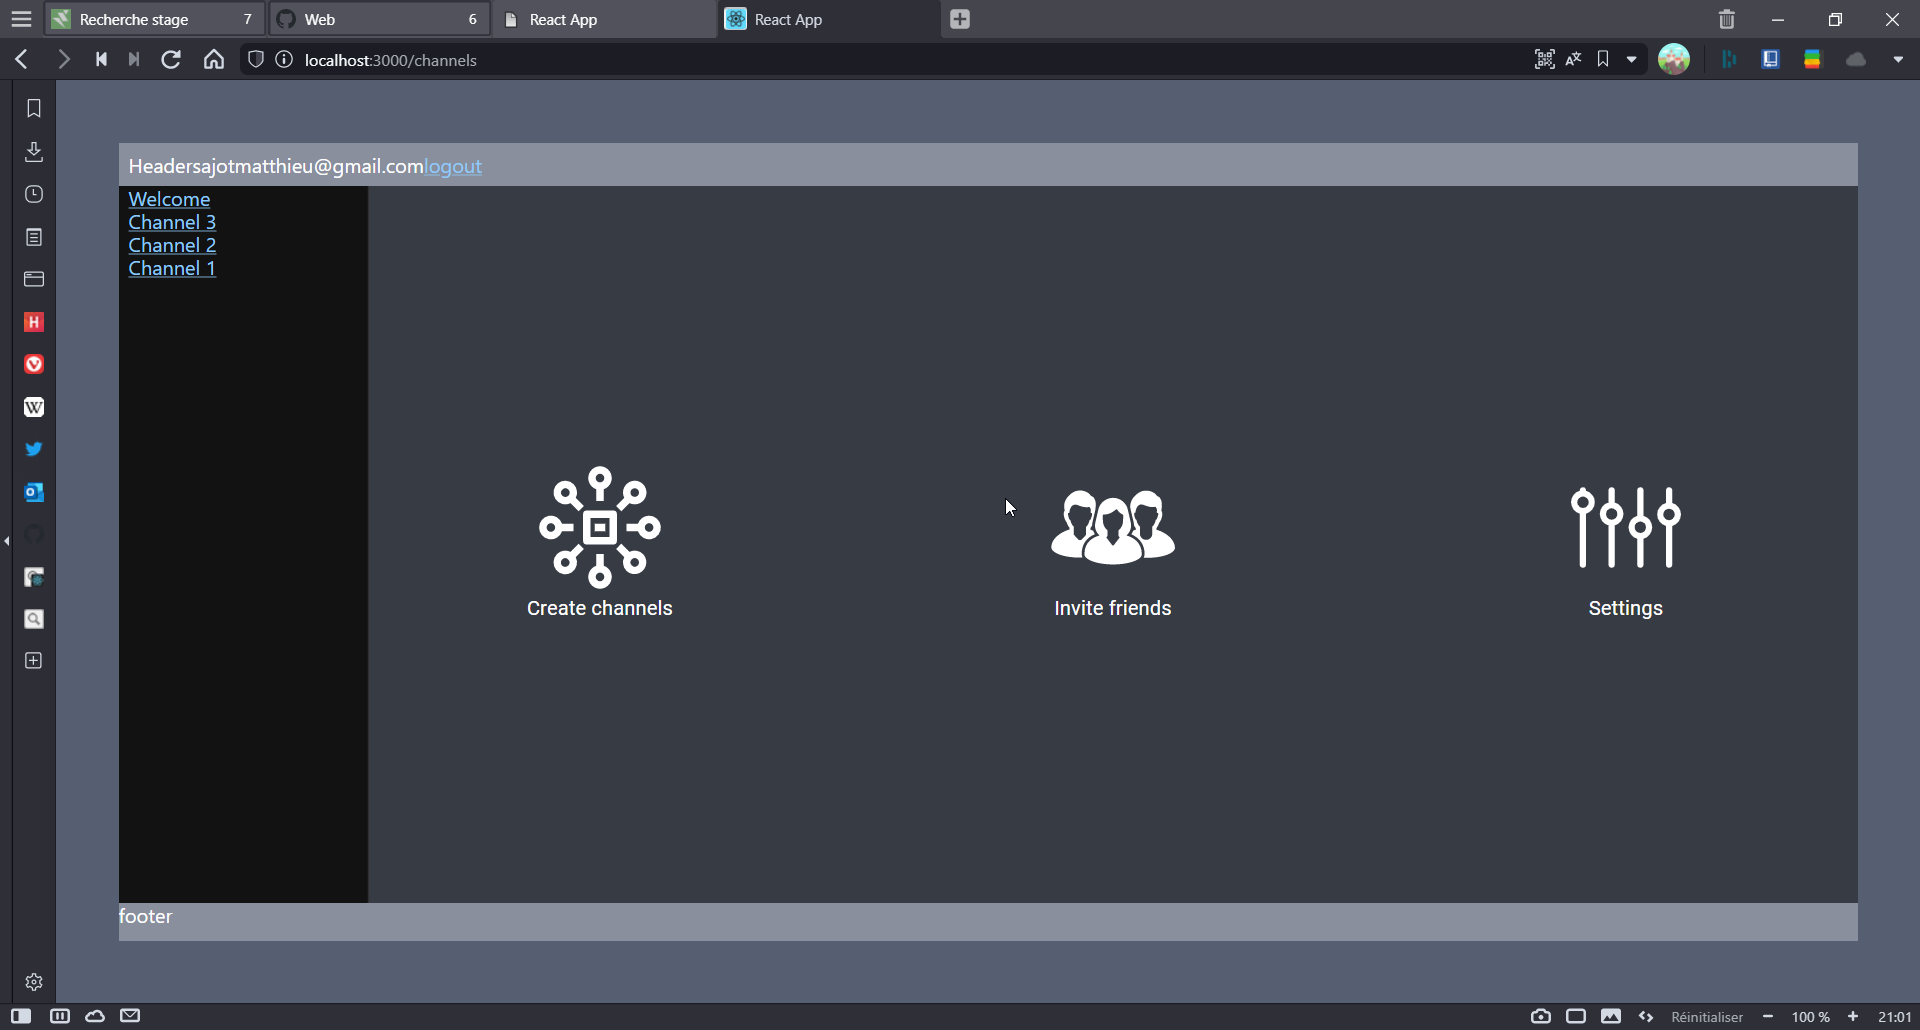 Recherche stage 7 Web 6 React App React App
localhost:3000/channels
Headersajotmatthieu@gmail.comlogout
Welcome
Channel 3
Channel 2
Channel 1
Create channels Invite friends Settings
footer
Réinitialiser 100 % 21:01